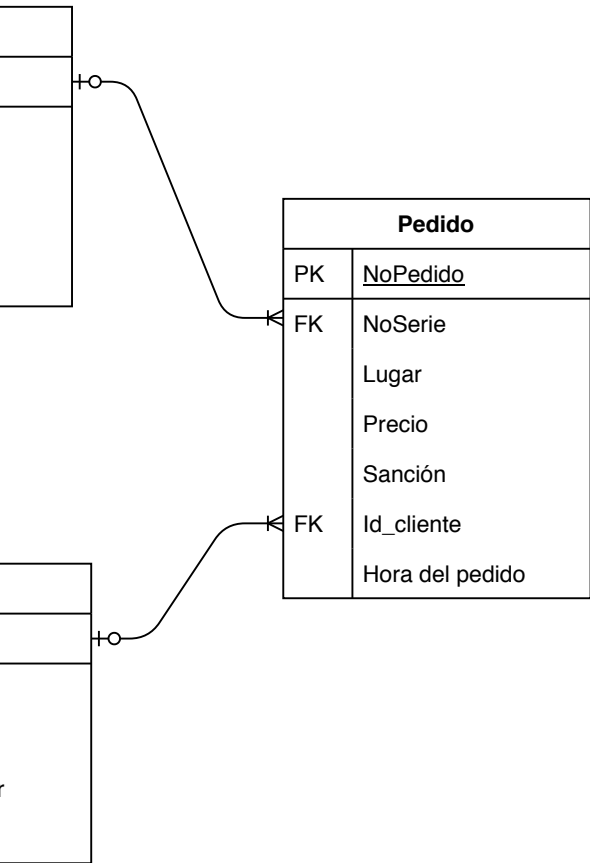 Pedido
PK NoPedido
FK NoSerie
Lugar
Precio
Sanción
FK Id_cliente
Hora del pedido
r